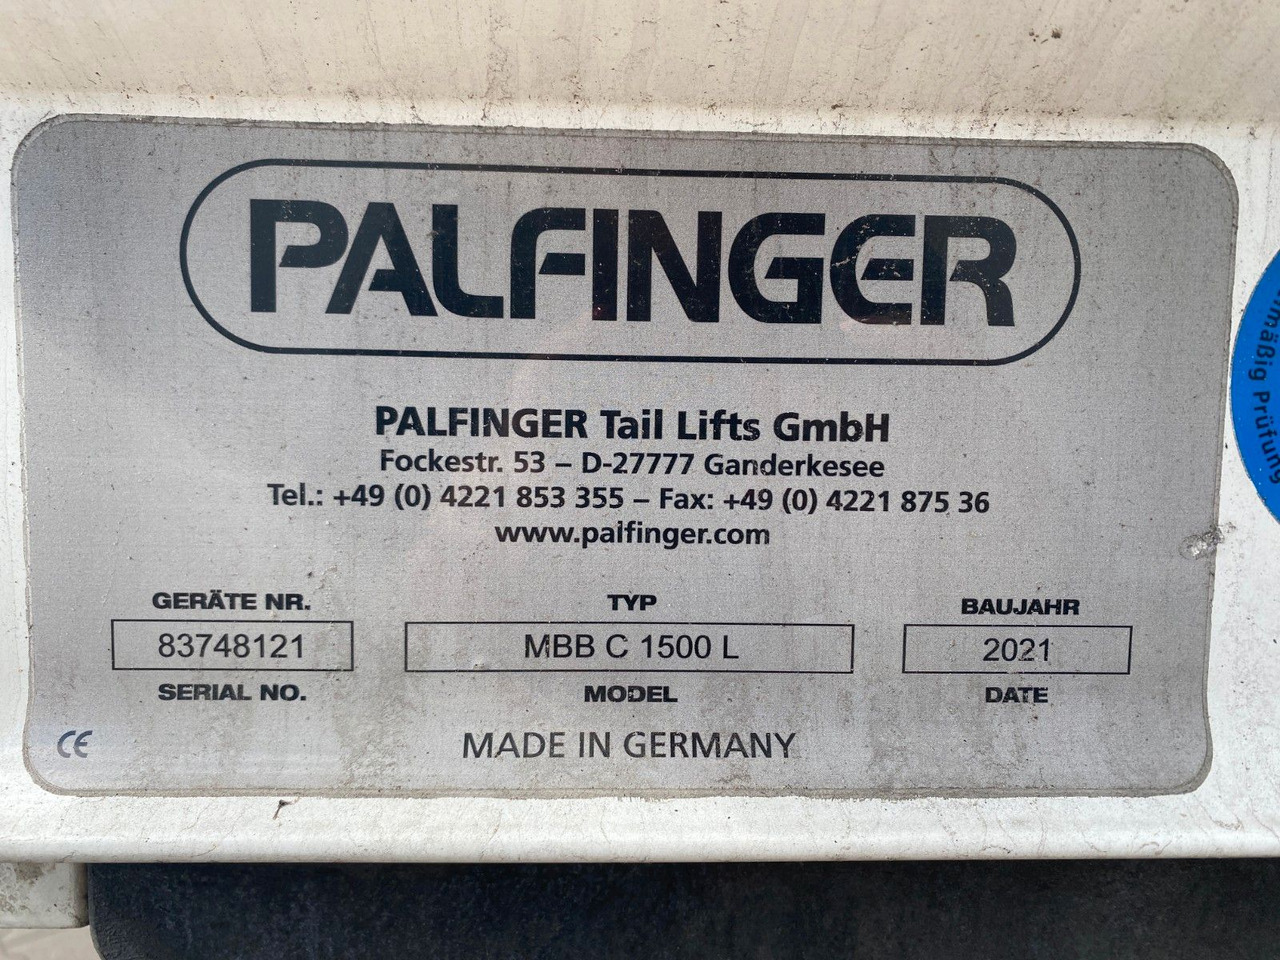 PALFINGER
PALFINGER Tail Lifts GmbH
Fockestr. 53 – D-27777 Ganderkesee
Tel.: +49 (0) 4221 853 355 – Fax: +49 (0) 4221 875 36
www.palfinger.com
GERÄTE NR. TYP BAUJAHR
83748121 MBB C 1500 L 2021
SERIAL NO. MODEL DATE
CE MADE IN GERMANY
Prüfung